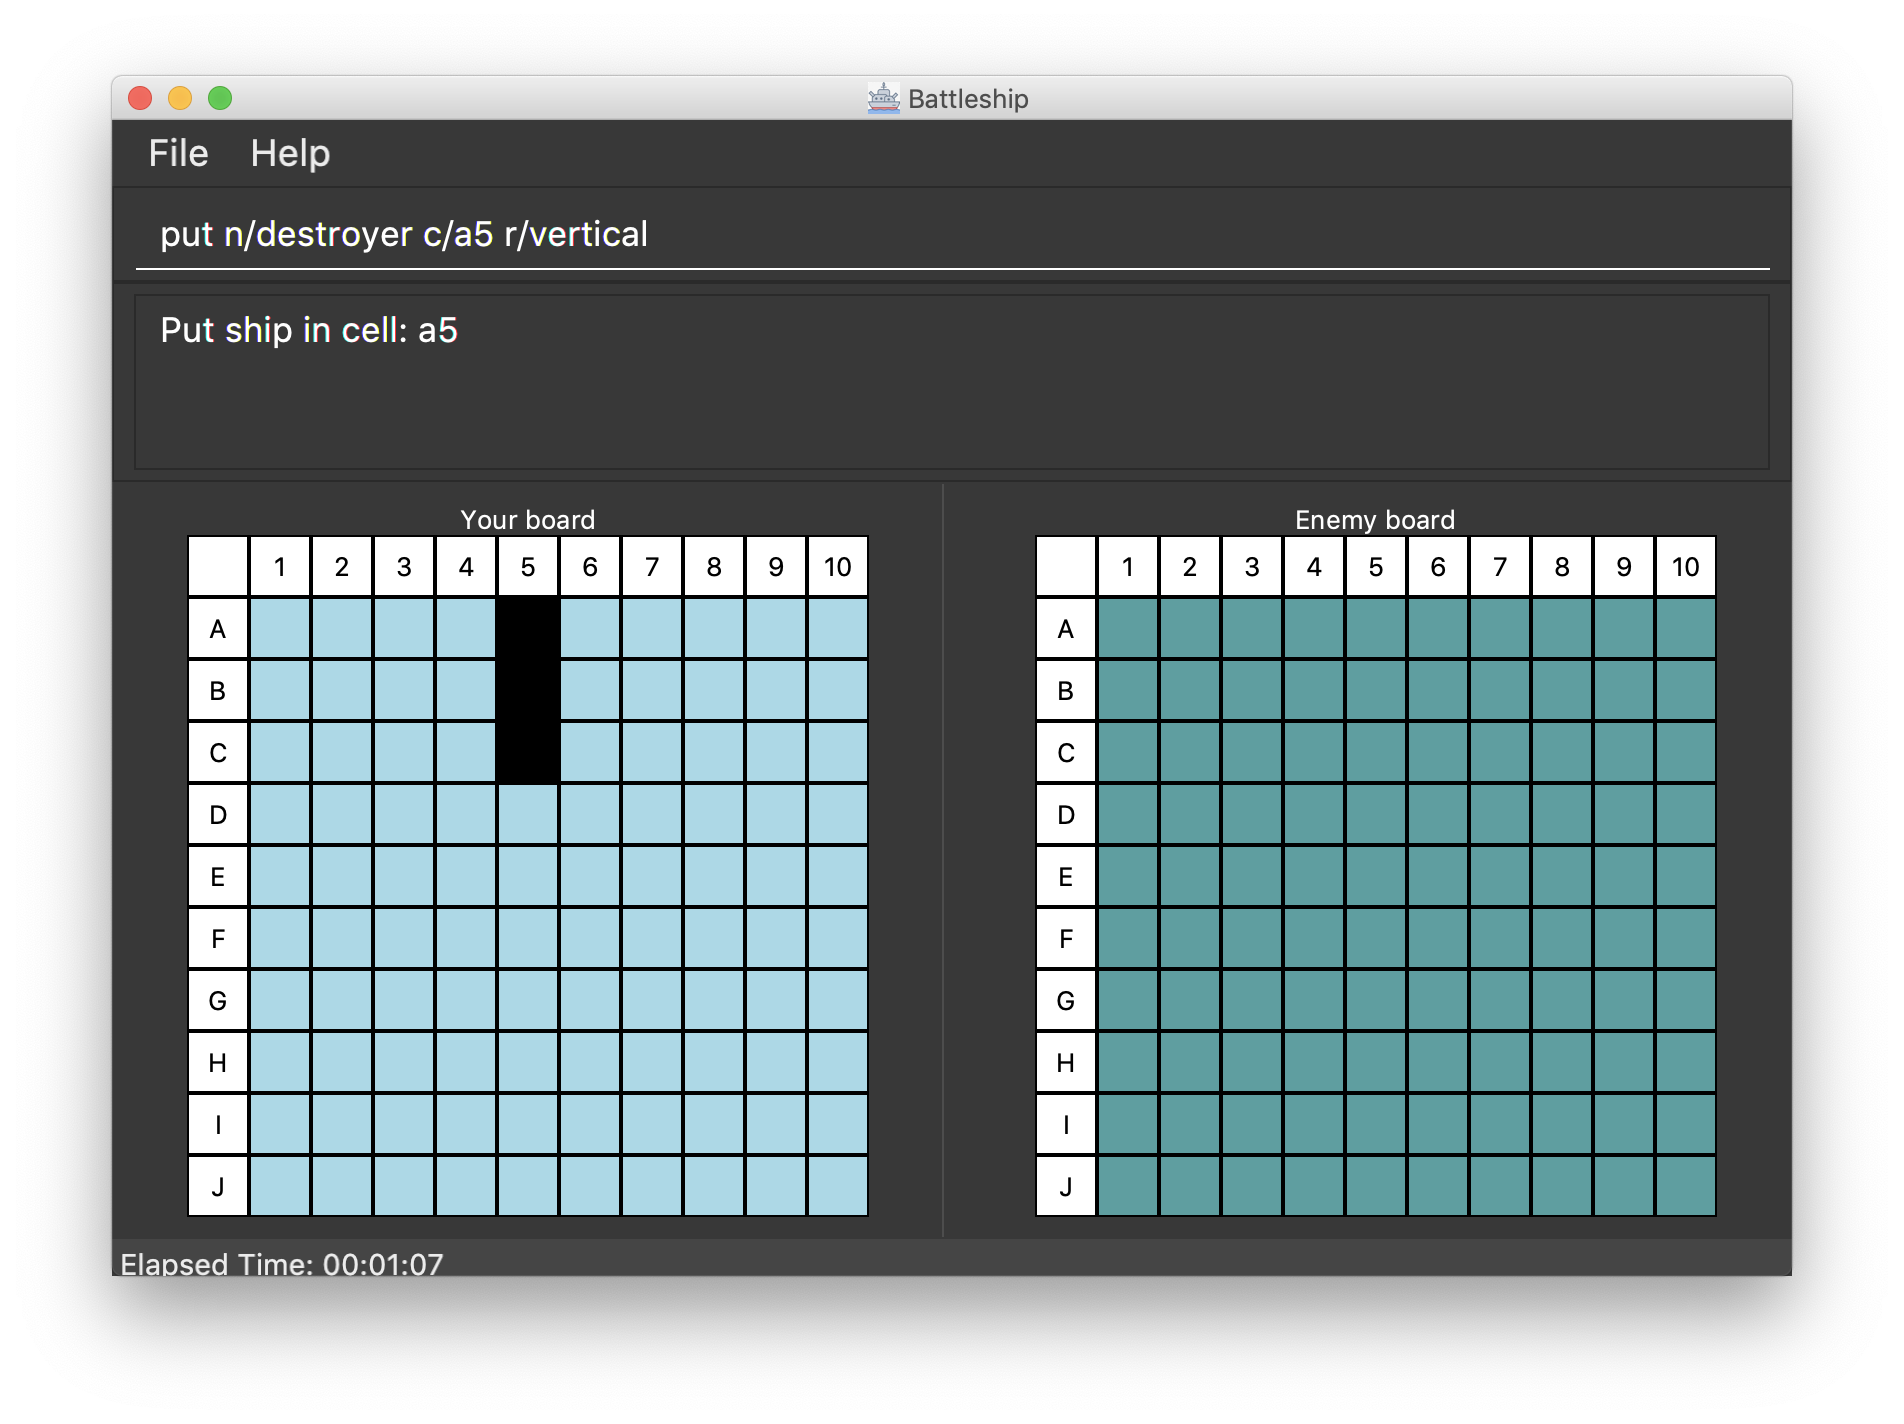 Battleship
File Help
put n/destroyer c/a5 r/vertical
Put ship in cell: a5
Your board
1 2 3 4 5 6 7 8 9 10
A
B
C
D
E
F
G
H
I
J
Enemy board
1 2 3 4 5 6 7 8 9 10
A
B
C
D
E
F
G
H
I
J
Elapsed Time: 00:01:07